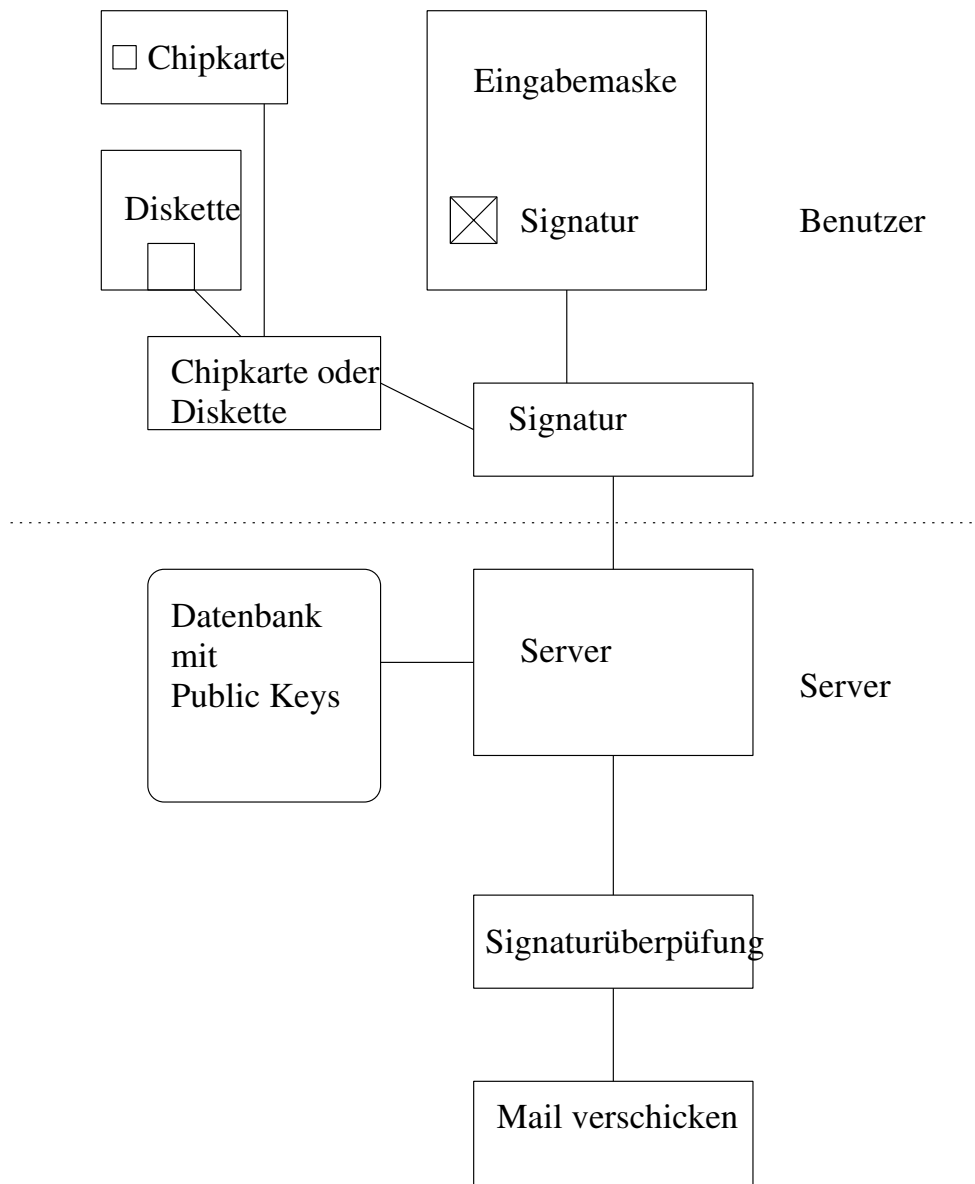 Chipkarte
Eingabemaske
Diskette
Signatur
Benutzer
Chipkarte oder
Diskette
Signatur
Datenbank
mit
Public Keys
Server
Server
Signaturüberpüfung
Mail verschicken